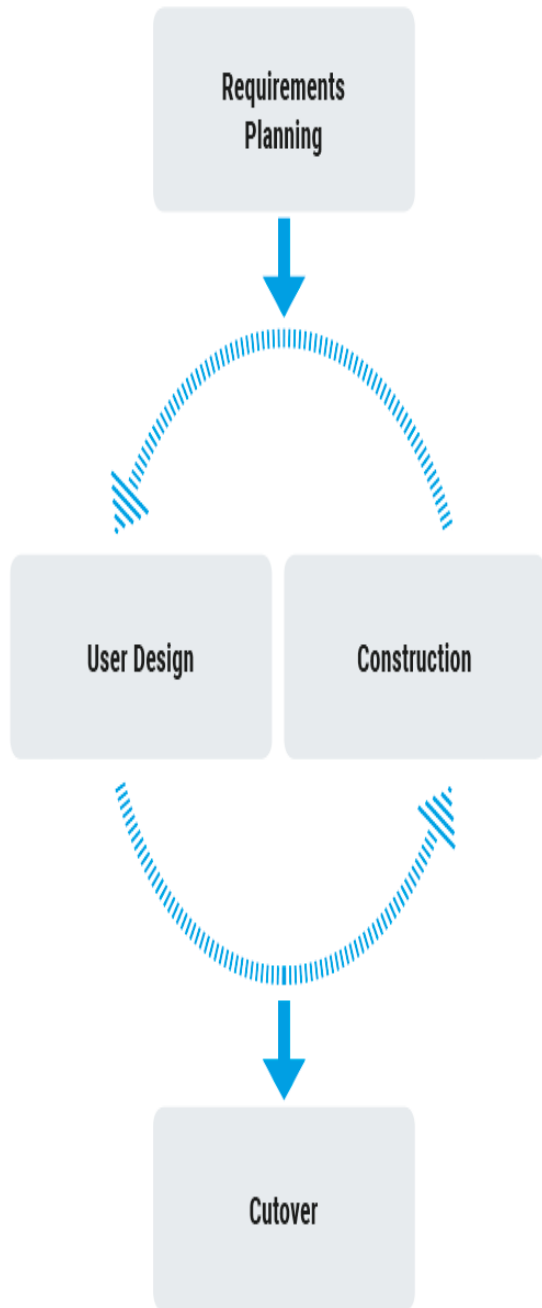 Requirements
Planning
User Design
Construction
Cutover